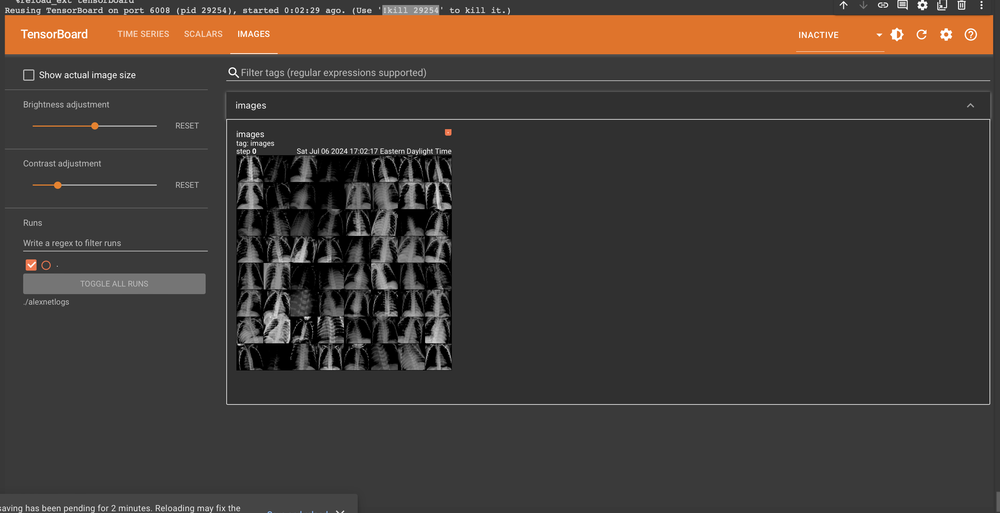 %reload_ext tensorboard
Reusing TensorBoard on port 6008 (pid 29254), started 0:02:29 ago. (Use '!kill 29254' to kill it.)
TensorBoard
TIME SERIES
SCALARS
IMAGES
INACTIVE
Show actual image size
Filter tags (regular expressions supported)
Brightness adjustment
RESET
Contrast adjustment
RESET
Runs
Write a regex to filter runs
.
TOGGLE ALL RUNS
./alexnetlogs
images
images
tag: images
step 0 Sat Jul 06 2024 17:02:17 Eastern Daylight Time
saving has been pending for 2 minutes. Reloading may fix the